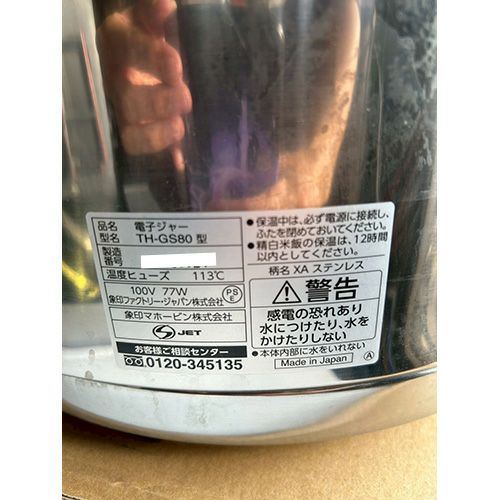 品名 電子ジャー
型名 TH-GS80 型
製造
番号
温度ヒューズ 113℃
100V 77W
PS
E
象印ファクトリー・ジャパン株式会社
象印マホービン株式会社
S JET
お客様ご相談センター
0120-345135
●保温中は、必ず電源に接続し、
ふたを閉めておいてください。
●精白米飯の保温は、12時間
以内としてください。
柄名 XA ステンレス
警告
感電の恐れあり
水につけたり、水を
かけたりしない
●本体内部に水をいれない
Made in Japan
A